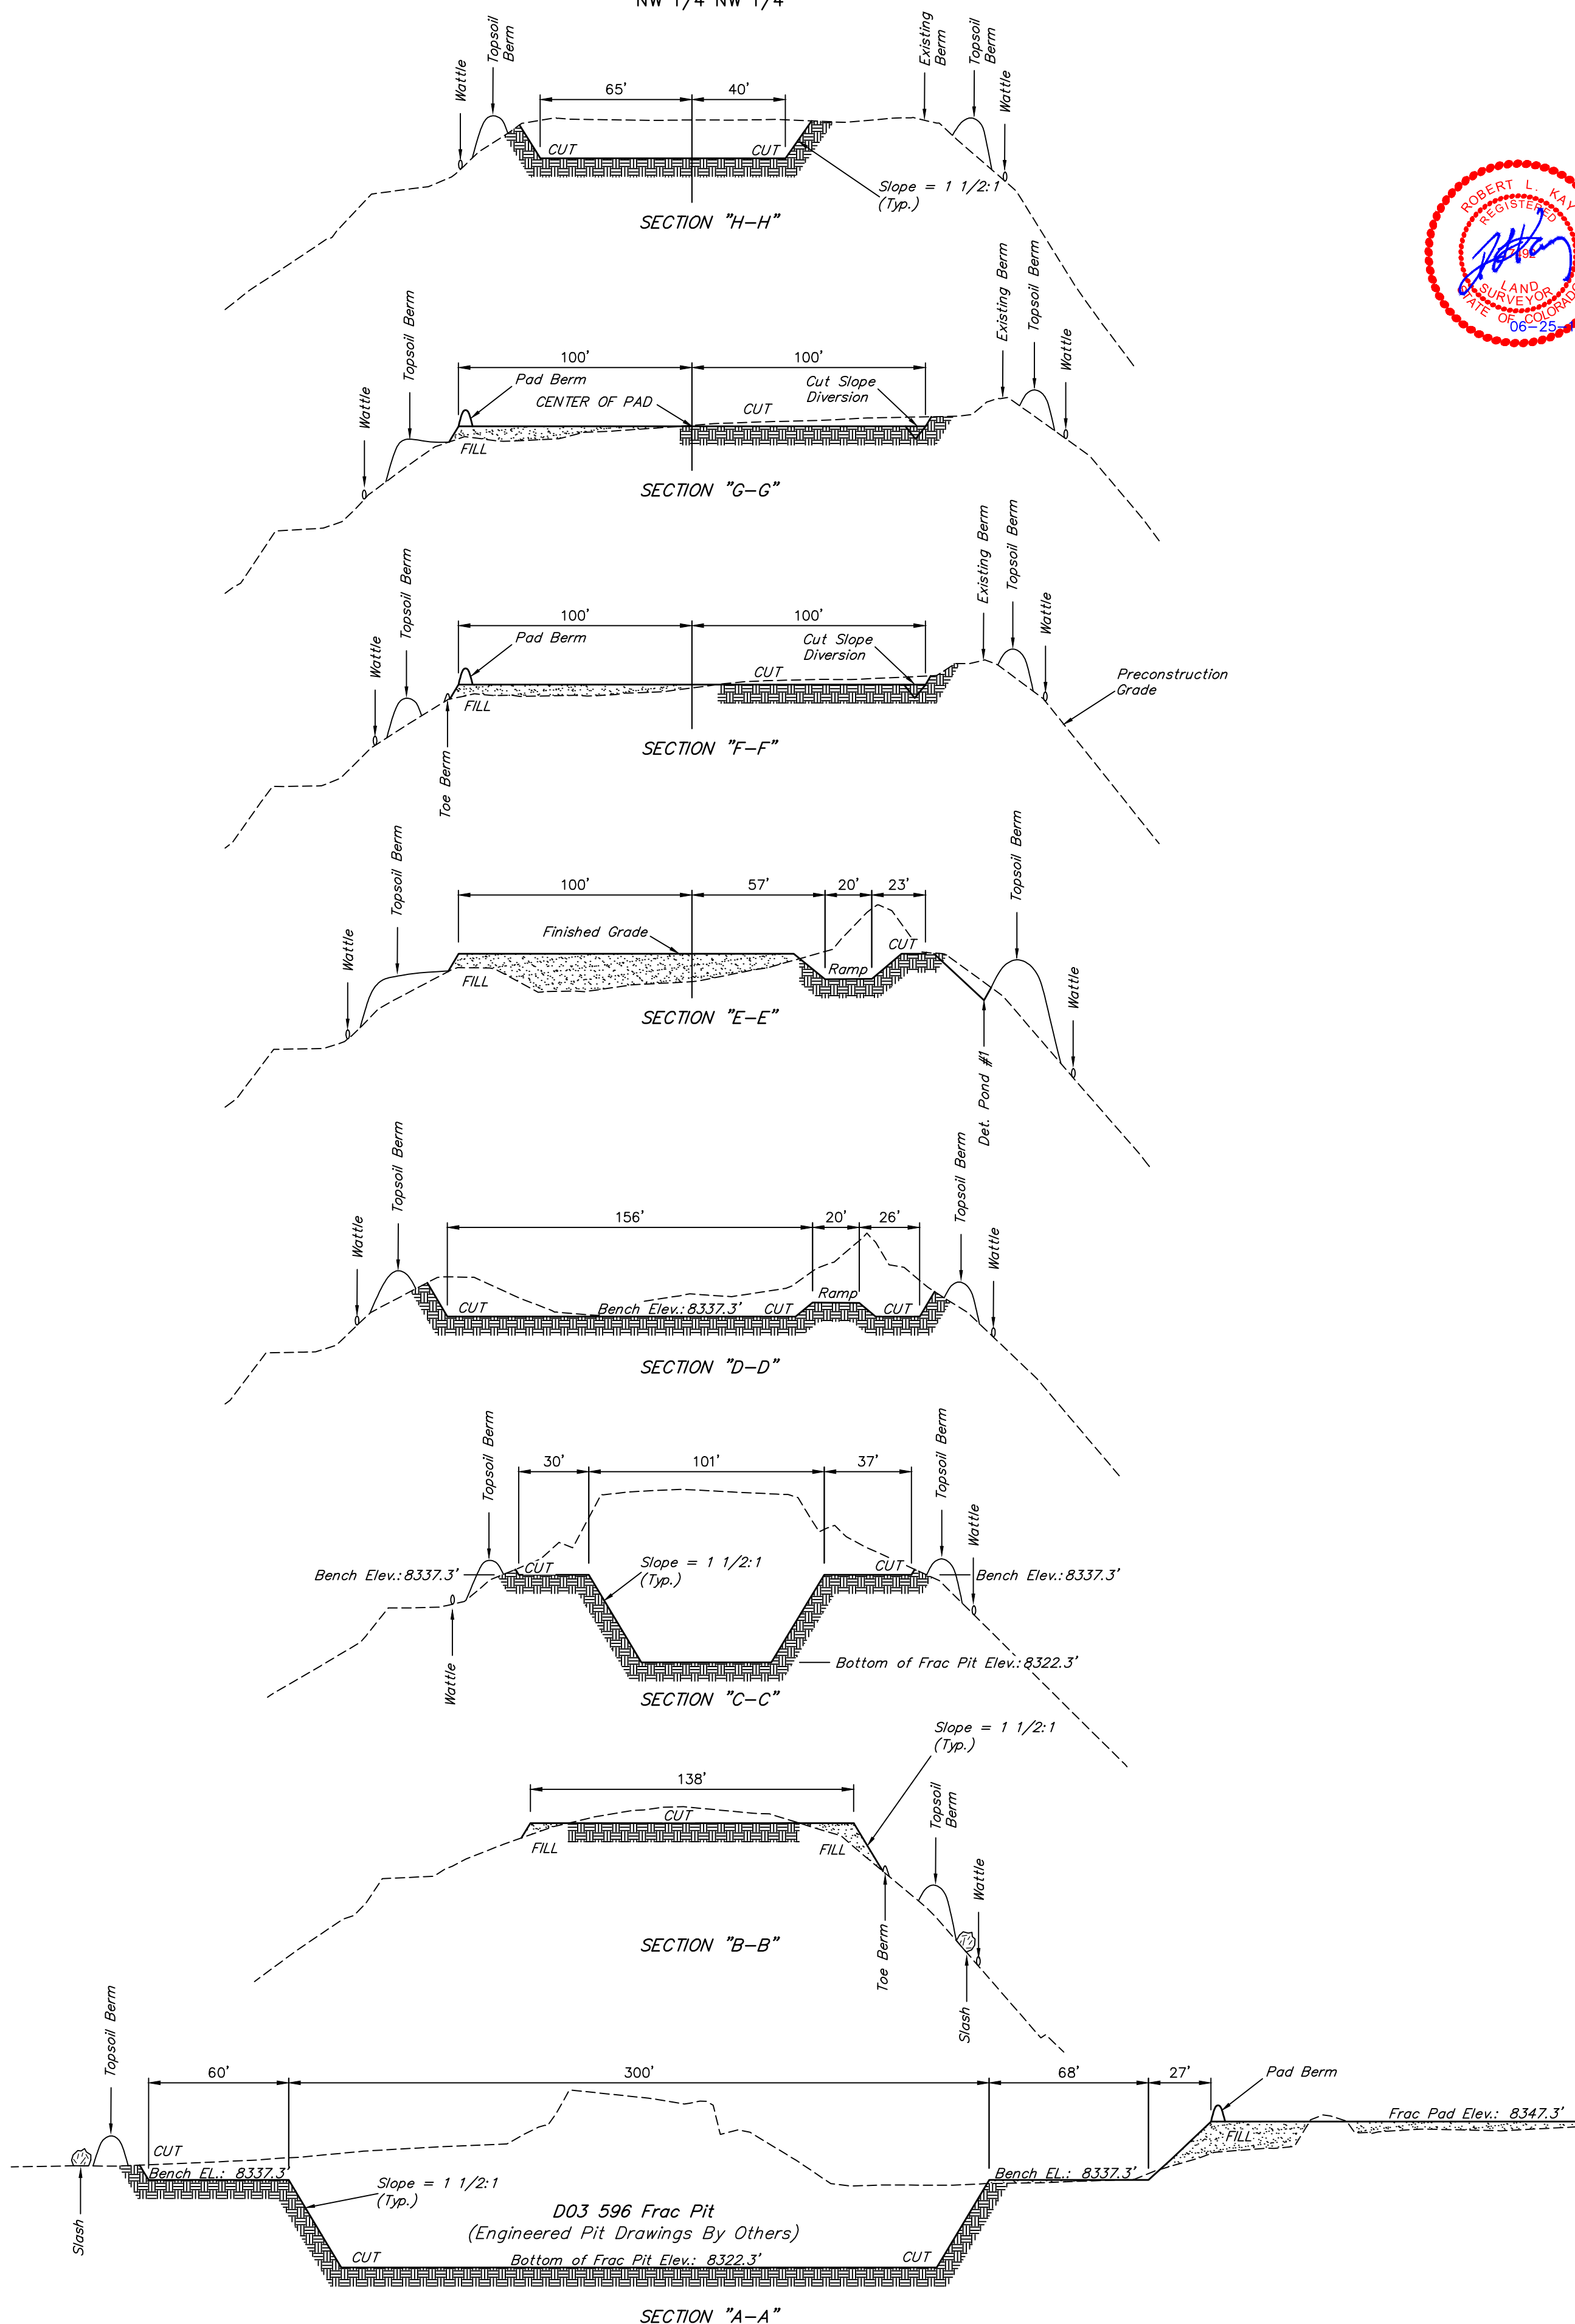 NW 1/4 NW 1/4
Wattle
Topsoil
Berm
Existing
Berm
Topsoil
Berm
Wattle
65'
40'
CUT
CUT
Slope = 1 1/2:1
(Typ.)
SECTION "H-H"
ROBERT L. KAY
REGISTERED
LAND
SURVEYOR
STATE OF COLORADO
06-25-
Wattle
Topsoil Berm
Existing Berm
Topsoil Berm
Wattle
100'
100'
Pad Berm
CENTER OF PAD
CUT
Cut Slope
Diversion
FILL
SECTION "G-G"
Wattle
Topsoil Berm
Existing Berm
Topsoil Berm
Wattle
100'
100'
Pad Berm
CUT
Cut Slope
Diversion
Preconstruction
Grade
FILL
Toe Berm
SECTION "F-F"
Wattle
Topsoil Berm
Topsoil Berm
Wattle
100'
57'
20'
23'
Finished Grade
CUT
FILL
Ramp
Det. Pond #1
SECTION "E-E"
Wattle
Topsoil Berm
Topsoil Berm
Wattle
156'
20'
26'
CUT
Bench Elev.: 8337.3'
CUT
Ramp
CUT
SECTION "D-D"
Topsoil Berm
Topsoil Berm
Wattle
30'
101'
37'
Bench Elev.: 8337.3'
CUT
Slope = 1 1/2:1
(Typ.)
CUT
Bench Elev.: 8337.3'
Wattle
Bottom of Frac Pit Elev.: 8322.3'
SECTION "C-C"
Slope = 1 1/2:1
(Typ.)
138'
CUT
FILL
FILL
Topsoil
Berm
Wattle
Toe Berm
Slash
SECTION "B-B"
Topsoil Berm
60'
300'
68'
27'
Pad Berm
Frac Pad Elev.: 8347.3'
FILL
CUT
Bench EL.: 8337.3'
Bench EL.: 8337.3'
Slope = 1 1/2:1
(Typ.)
Slash
D03 596 Frac Pit
(Engineered Pit Drawings By Others)
CUT
Bottom of Frac Pit Elev.: 8322.3'
CUT
SECTION "A-A"